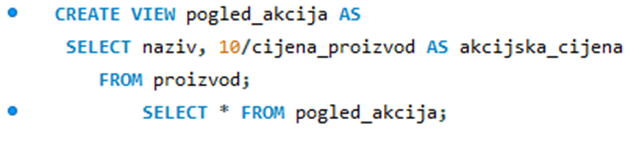 CREATE VIEW pogled_akcija AS
SELECT naziv, 10/cijena_proizvod AS akcijska_cijena
FROM proizvod;
SELECT * FROM pogled_akcija;